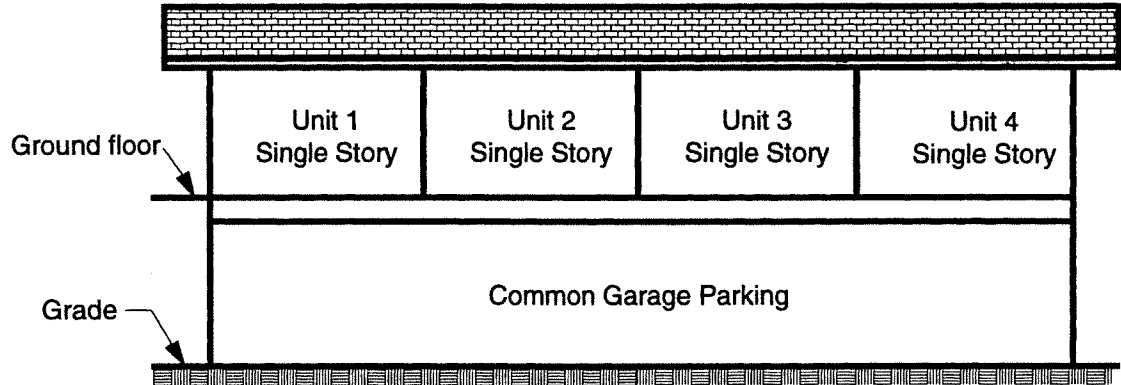 Unit 1
Single Story
Unit 2
Single Story
Unit 3
Single Story
Unit 4
Single Story
Ground floor
Common Garage Parking
Grade